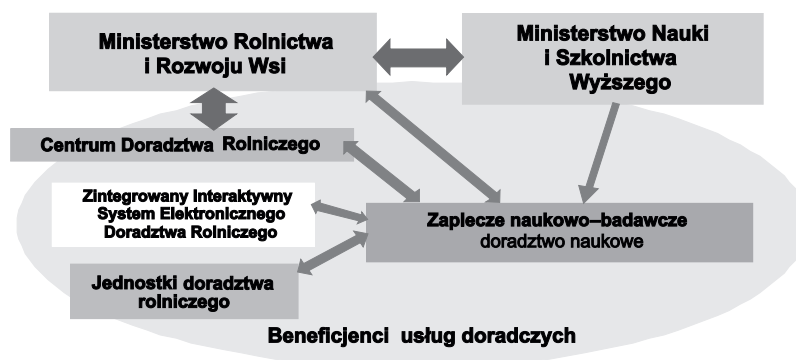 Ministerstwo Rolnictwa
i Rozwoju Wsi
Ministerstwo Nauki
i Szkolnictwa
Wyższego
Centrum Doradztwa Rolniczego
Zintegrowany Interaktywny
System Elektronicznego
Doradztwa Rolniczego
Zaplecze naukowo–badawcze
doradztwo naukowe
Jednostki doradztwa
rolniczego
Beneficjenci usług doradczych